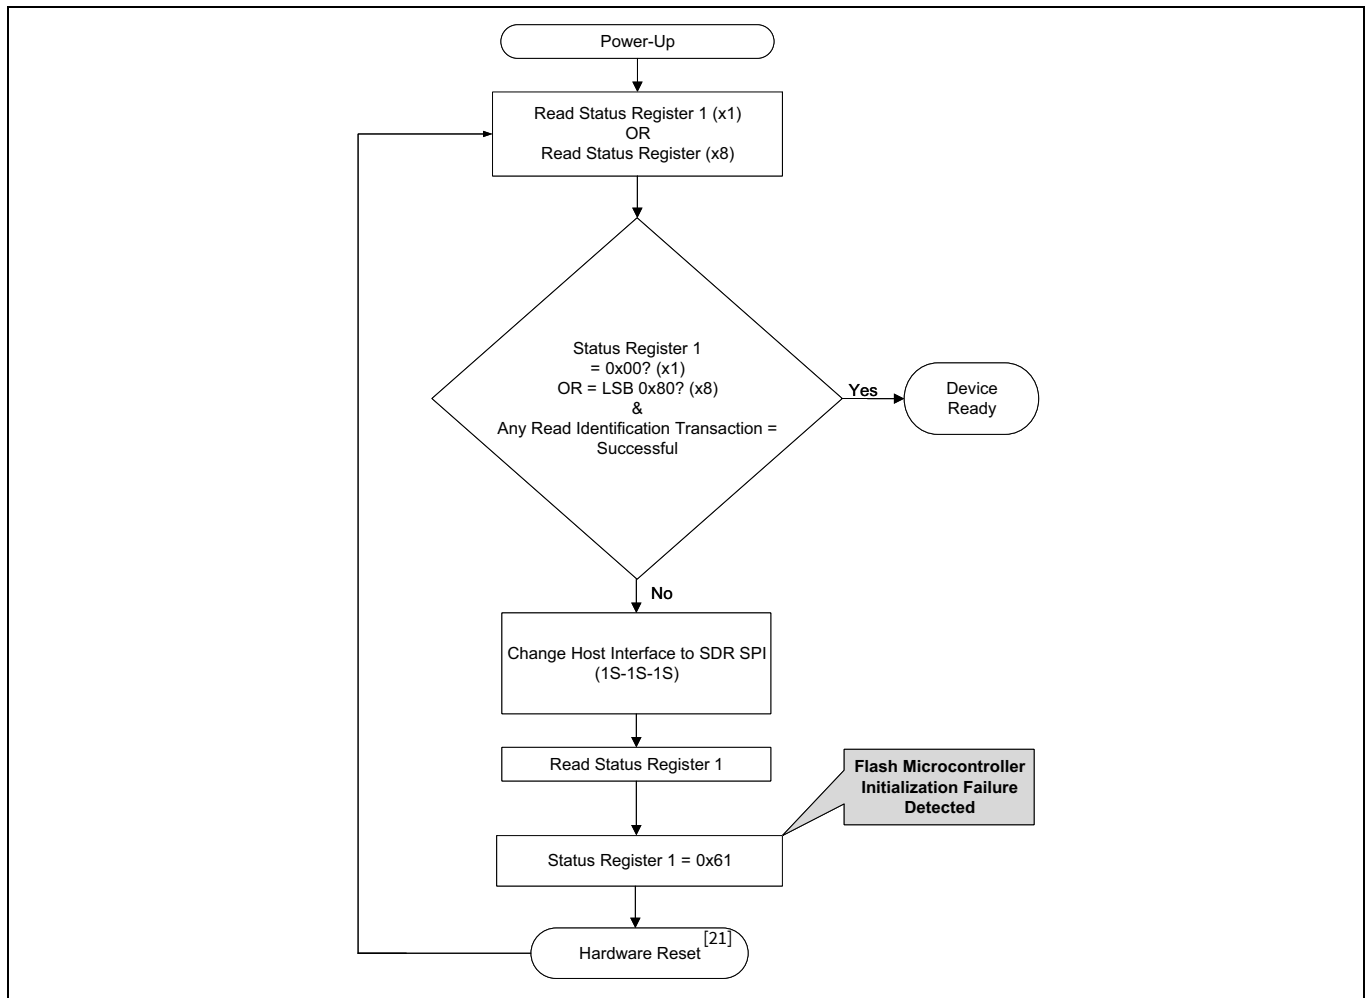 Power-Up
Read Status Register 1 (x1)
OR
Read Status Register (x8)
Status Register 1
= 0x00? (x1)
OR = LSB 0x80? (x8)
&
Any Read Identification Transaction =
Successful
Yes
Device
Ready
No
Change Host Interface to SDR SPI
(1S-1S-1S)
Read Status Register 1
Flash Microcontroller
Initialization Failure
Detected
Status Register 1 = 0x61
Hardware Reset [21]